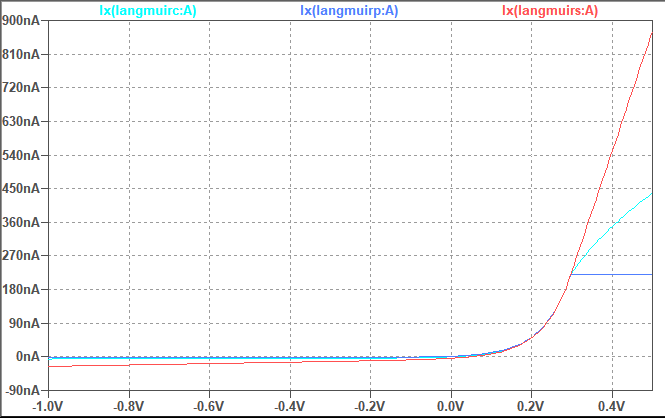 Ix(langmuirc:A) Ix(langmuirp:A) Ix(langmuirs:A)
900nA
810nA
720nA
630nA
540nA
450nA
360nA
270nA
180nA
90nA
0nA
-90nA
-1.0V -0.8V -0.6V -0.4V -0.2V 0.0V 0.2V 0.4V